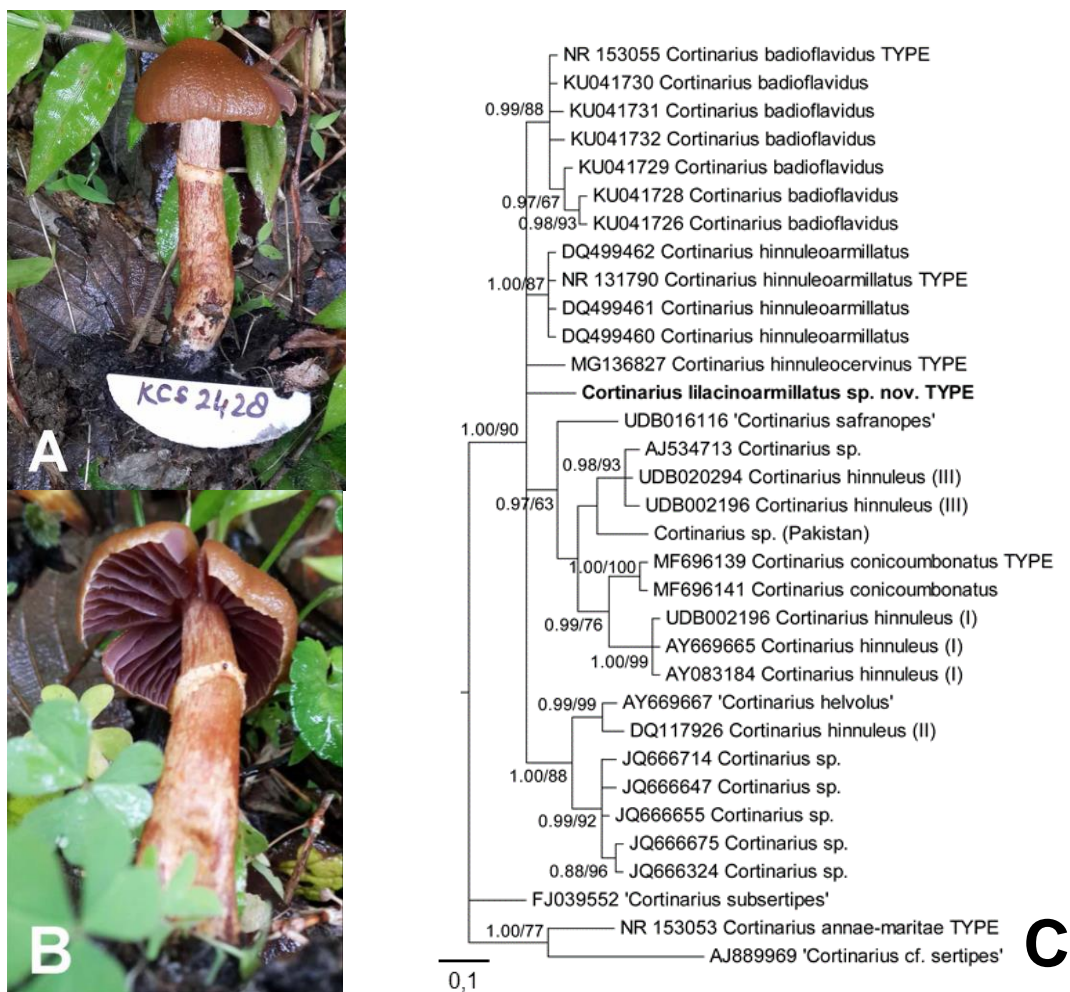 KCS 2428
A
B
NR 153055 Cortinarius badioflavidus TYPE
KU041730 Cortinarius badioflavidus
0.99/88
KU041731 Cortinarius badioflavidus
KU041732 Cortinarius badioflavidus
KU041729 Cortinarius badioflavidus
0.97/67
KU041728 Cortinarius badioflavidus
0.98/93
KU041726 Cortinarius badioflavidus
DQ499462 Cortinarius hinnuleoarmillatus
1.00/87
NR 131790 Cortinarius hinnuleoarmillatus TYPE
DQ499461 Cortinarius hinnuleoarmillatus
DQ499460 Cortinarius hinnuleoarmillatus
MG136827 Cortinarius hinnuleocervinus TYPE
Cortinarius lilacinoarmillatus sp. nov. TYPE
UDB016116 'Cortinarius safranopes'
1.00/90
AJ534713 Cortinarius sp.
0.98/93
UDB020294 Cortinarius hinnuleus (III)
0.97/63
UDB002196 Cortinarius hinnuleus (III)
Cortinarius sp. (Pakistan)
1.00/100
MF696139 Cortinarius conicoumbonatus TYPE
MF696141 Cortinarius conicoumbonatus
UDB002196 Cortinarius hinnuleus (I)
0.99/76
AY669665 Cortinarius hinnuleus (I)
1.00/99
AY083184 Cortinarius hinnuleus (I)
0.99/99
AY669667 'Cortinarius helvolus'
DQ117926 Cortinarius hinnuleus (II)
JQ666714 Cortinarius sp.
1.00/88
JQ666647 Cortinarius sp.
JQ666655 Cortinarius sp.
0.99/92
JQ666675 Cortinarius sp.
0.88/96
JQ666324 Cortinarius sp.
FJ039552 'Cortinarius subsertipes'
1.00/77
NR 153053 Cortinarius annae-maritae TYPE
AJ889969 'Cortinarius cf. sertipes'
C
0,1